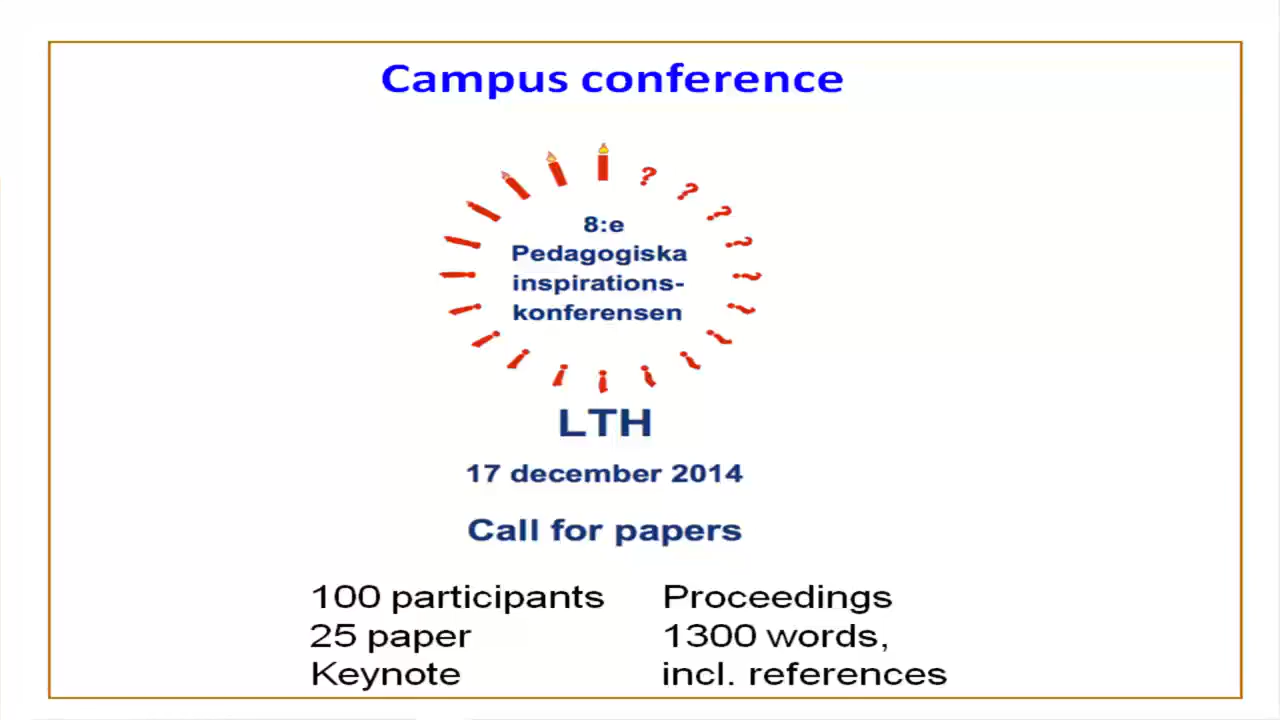 Campus conference
? ? ? ? ? ? ? ?
8:e
Pedagogiska
inspirations-
konferensen
LTH
17 december 2014
Call for papers
100 participants
25 paper
Keynote
Proceedings
1300 words,
incl. references